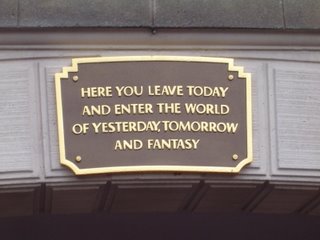 HERE YOU LEAVE TODAY
AND ENTER THE WORLD
OF YESTERDAY, TOMORROW
AND FANTASY